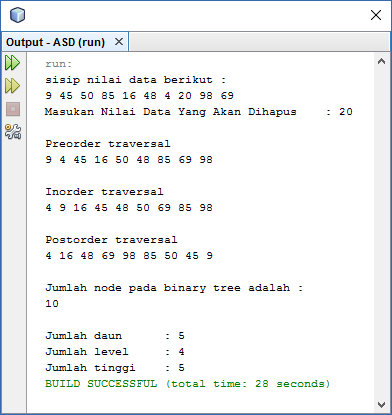 Output - ASD (run)
run:
sisip nilai data berikut :
9 45 50 85 16 48 4 20 98 69
Masukan Nilai Data Yang Akan Dihapus    : 20
Preorder traversal
9 4 45 16 50 48 85 69 98
Inorder traversal
4 9 16 45 48 50 69 85 98
Postorder traversal
4 16 48 69 98 85 50 45 9
Jumlah node pada binary tree adalah :
10
Jumlah daun      : 5
Jumlah level     : 4
Jumlah tinggi    : 5
BUILD SUCCESSFUL (total time: 28 seconds)